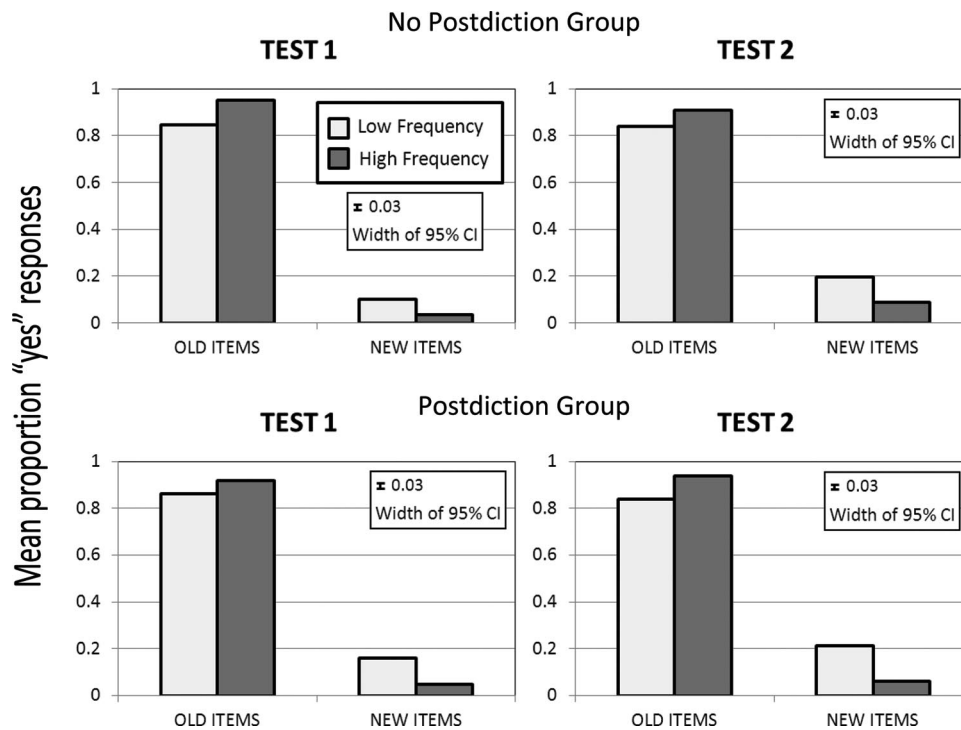 No Postdiction Group
TEST 1
TEST 2
Mean proportion “yes” responses
1
0.8
0.6
0.4
0.2
0
Low Frequency
High Frequency
0.03
Width of 95% CI
OLD ITEMS NEW ITEMS
1
0.8
0.6
0.4
0.2
0
0.03
Width of 95% CI
OLD ITEMS NEW ITEMS
Postdiction Group
TEST 1
TEST 2
1
0.8
0.6
0.4
0.2
0
0.03
Width of 95% CI
OLD ITEMS NEW ITEMS
1
0.8
0.6
0.4
0.2
0
0.03
Width of 95% CI
OLD ITEMS NEW ITEMS